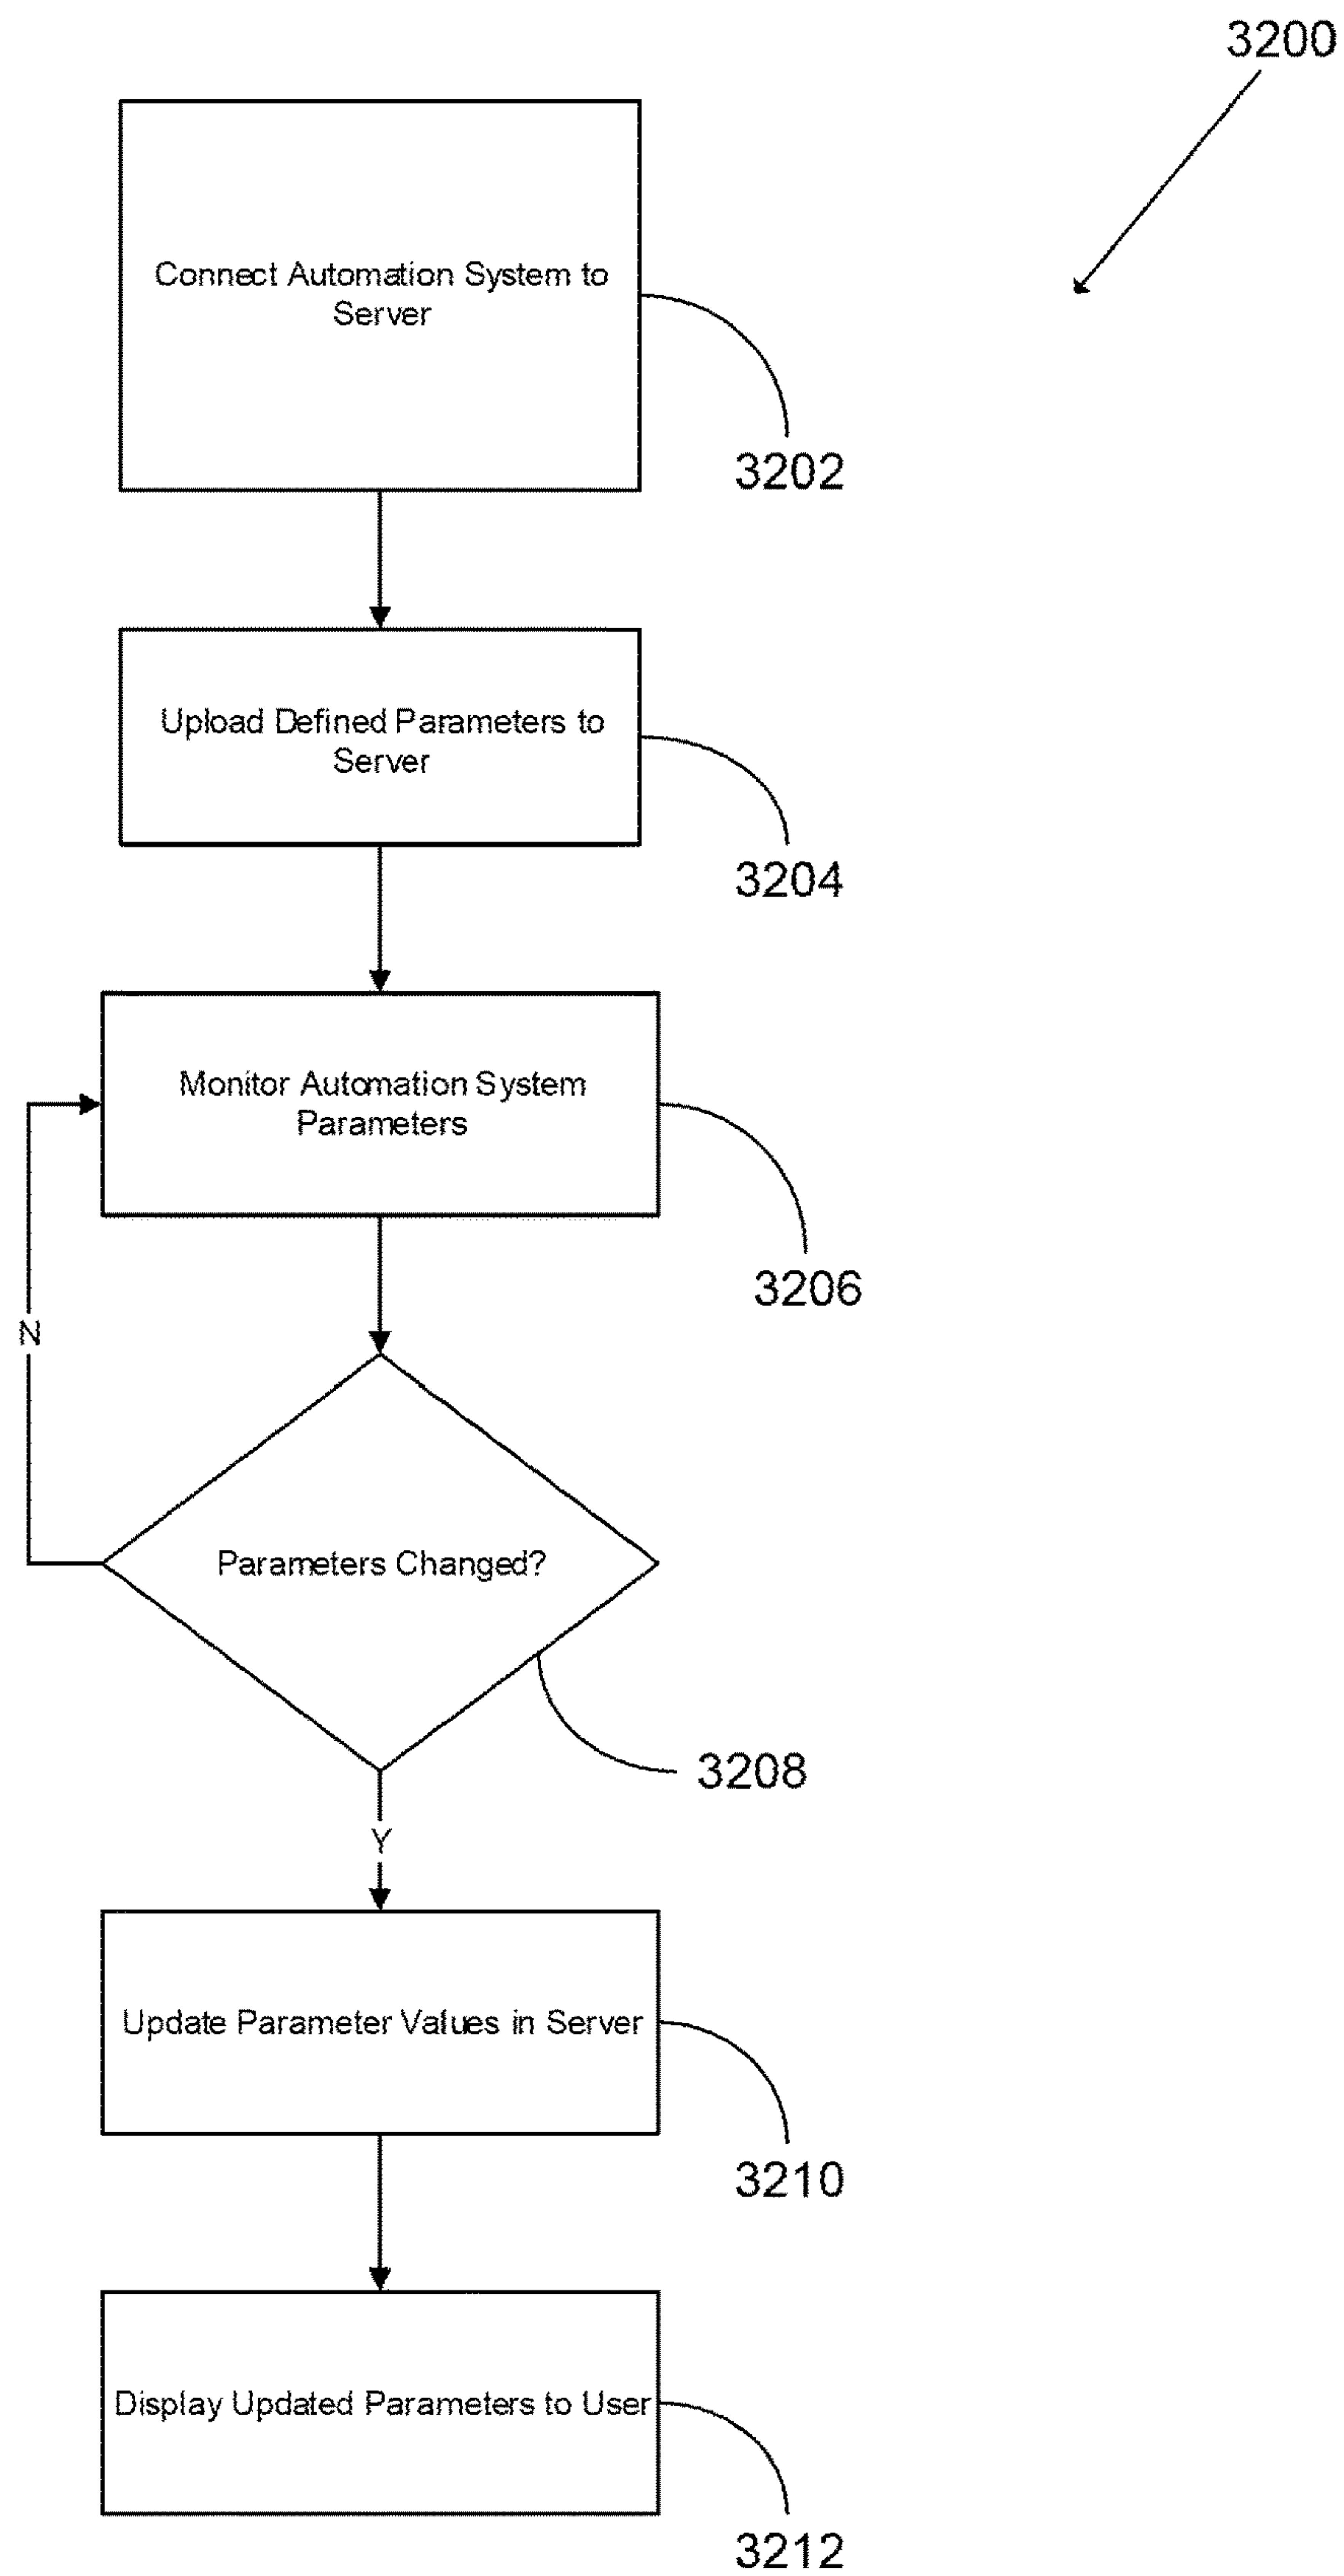 3200
Connect Automation System to
Server
3202
Upload Defined Parameters to
Server
3204
Monitor Automation System
Parameters
3206
N
Parameters Changed?
3208
Y
Update Parameter Values in Server
3210
Display Updated Parameters to User
3212